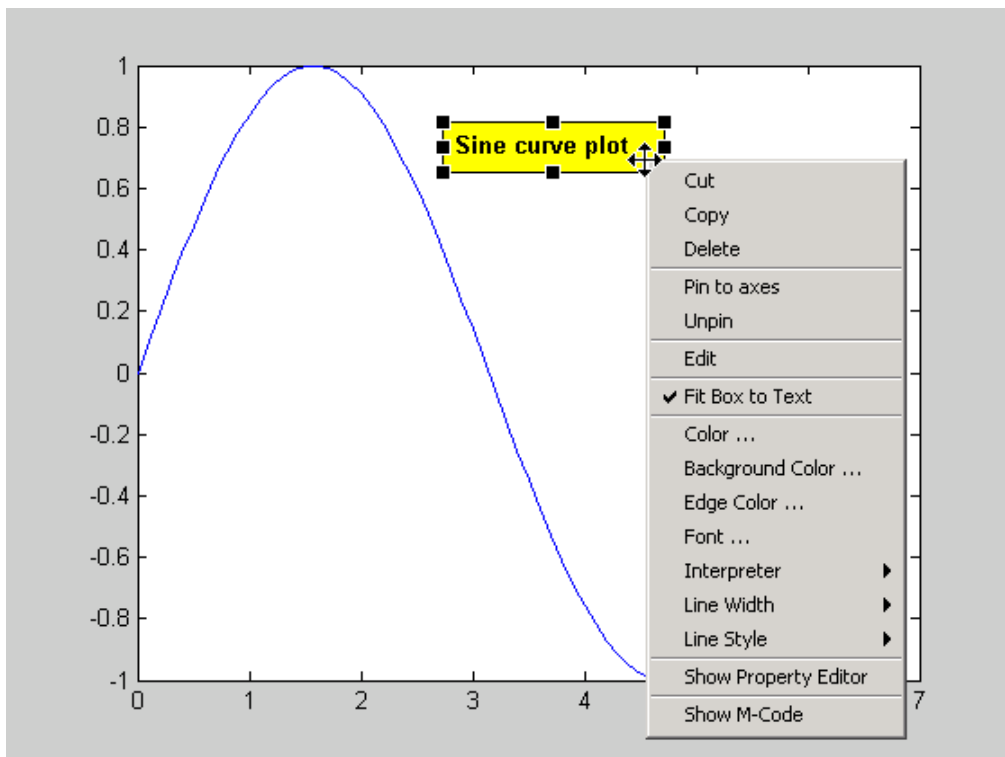 1
0.8
0.6
0.4
0.2
0
-0.2
-0.4
-0.6
-0.8
-1
0 1 2 3 4 7
Sine curve plot
Cut
Copy
Delete
Pin to axes
Unpin
Edit
Fit Box to Text
Color ...
Background Color ...
Edge Color ...
Font ...
Interpreter
Line Width
Line Style
Show Property Editor
Show M-Code